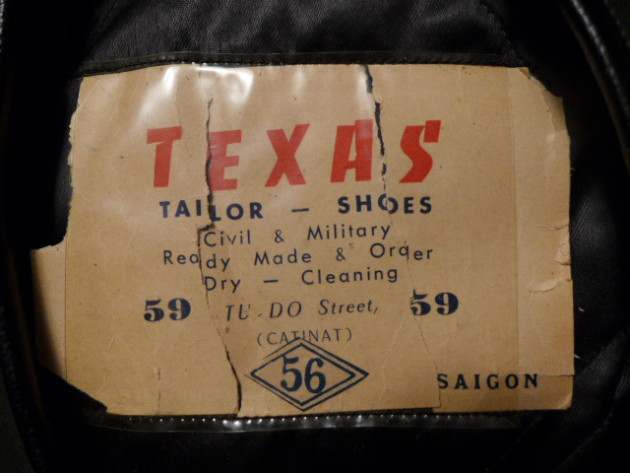 TEXAS
TAILOR — SHOES
Civil & Military
Ready Made & Order
Dry — Cleaning
59 TU-DO Street, 59
(CATINAT)
56
SAIGON